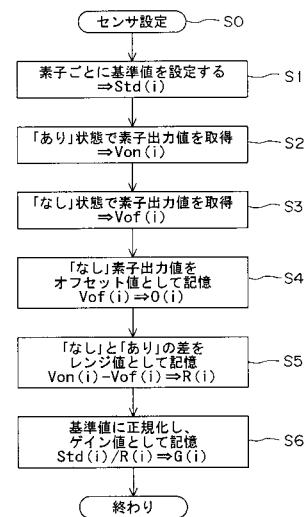 センサ設定
S0
素子ごとに基準値を設定する
⇒Std(i)
S1
「あり」状態で素子出力値を取得
⇒Von(i)
S2
「なし」状態で素子出力値を取得
⇒Vof(i)
S3
「なし」素子出力値を
オフセット値として記憶
Vof(i)⇒O(i)
S4
「なし」と「あり」の差を
レンジ値として記憶
Von(i)-Vof(i)⇒R(i)
S5
基準値に正規化し、
ゲイン値として記憶
Std(i)/R(i)⇒G(i)
S6
終わり